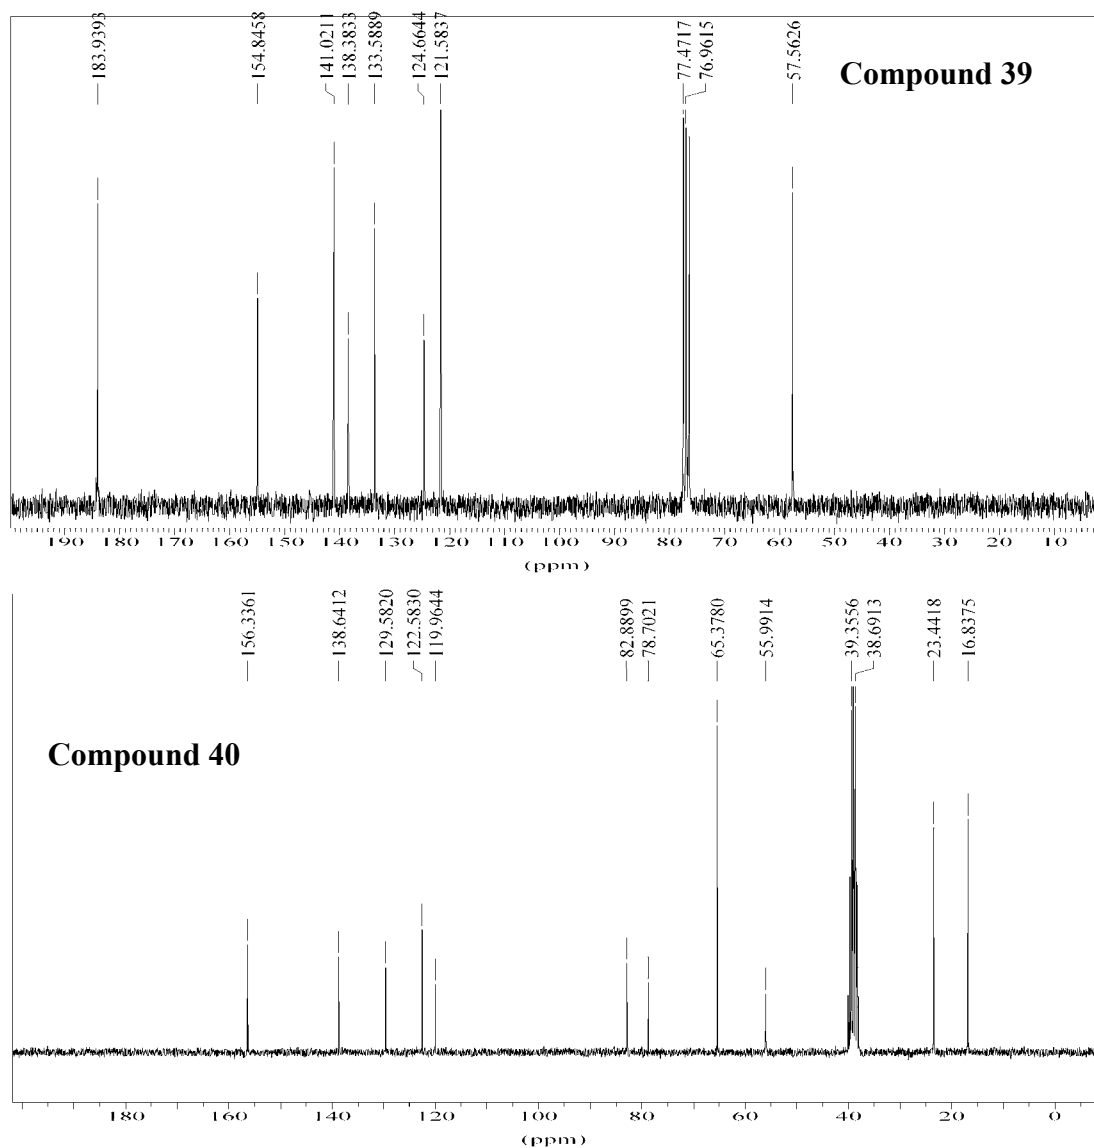 183.9393 154.8458 141.0211 138.3833 133.5889 124.6644 121.5837 77.4717 76.9615 57.5626
Compound 39
190 180 170 160 150 140 130 120 110 100 90 80 70 60 50 40 30 20 10
(ppm)
156.3361 138.6412 129.5820 122.5830 119.9644 82.8899 78.7021 65.3780 55.9914 39.3556 38.6913 23.4418 16.8375
Compound 40
180 160 140 120 100 80 60 40 20 0
(ppm)